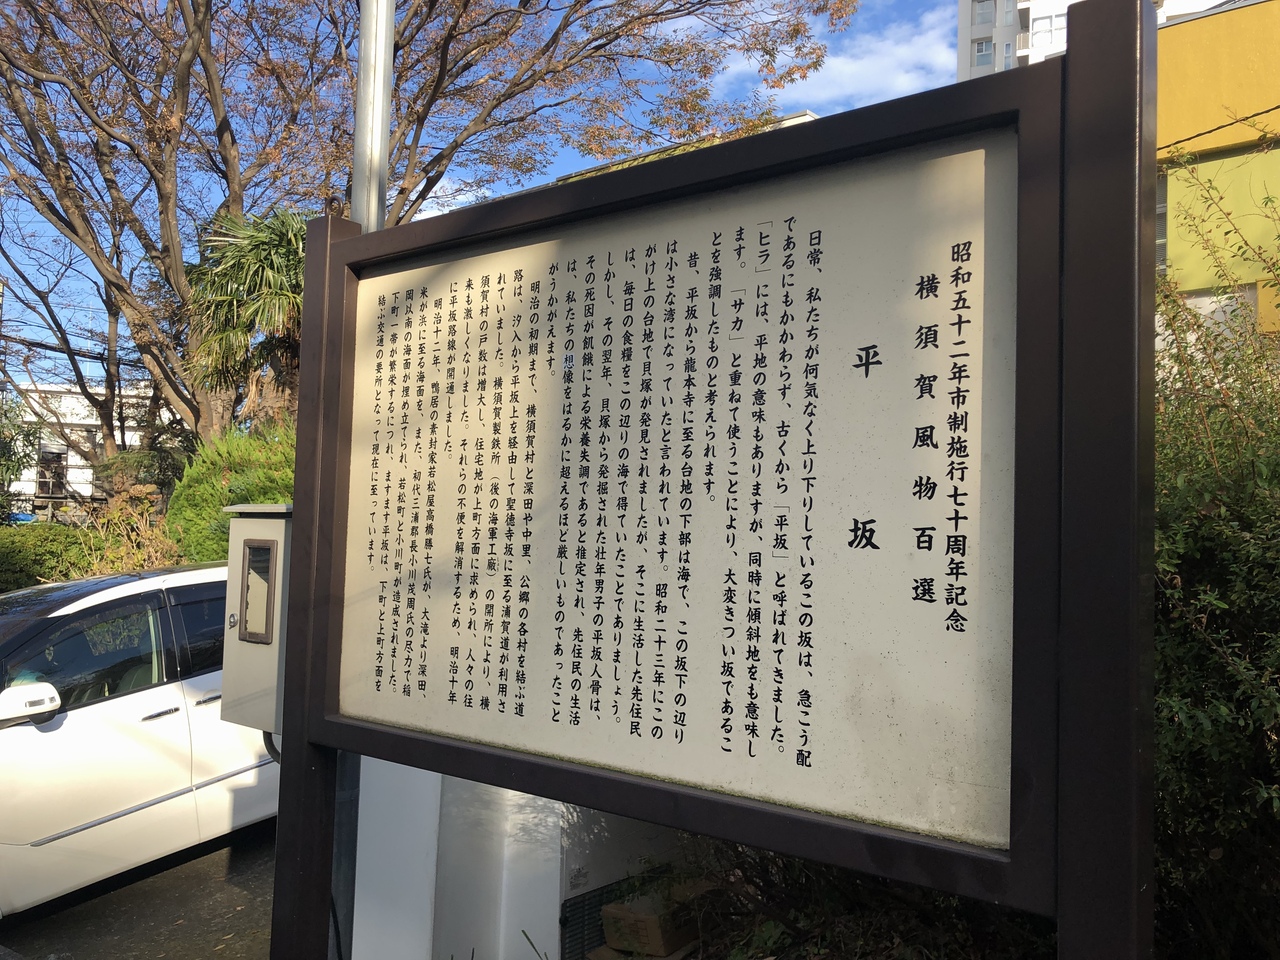 昭和五十二年市制施行七十周年記念
横須賀風物百選
平坂
日常、私たちが何気なく上り下りしているこの坂は、急こう配
であるにもかかわらず、古くから「平坂」と呼ばれてきました。
「ヒラ」には、平地の意味もありますが、同時に傾斜地をも意味し
ます。「サカ」と重ねて使うことにより、大変きつい坂であるこ
とを強調したものと考えられます。
昔、平坂から龍本寺に至る台地の下部は海で、この坂下の辺り
は小さな湾になっていたと言われています。昭和二十三年にこの
がけ上の台地で貝塚が発見されましたが、そこに生活した先住民
は、毎日の食糧をこの辺りの海で得ていたことでありましょう。
しかし、その翌年、貝塚から発掘された壮年男子の平坂人骨は、
その死因が飢餓による栄養失調であると推定され、先住民の生活
は、私たちの想像をはるかに超えるほど厳しいものであったこと
がうかがえます。
明治の初期まで、横須賀村と深田や中里、公郷の各村を結ぶ道
路は、汐入から平坂上を経由して聖徳寺坂に至る浦賀道が利用さ
れていました。横須賀製鉄所（後の海軍工廠）の開所により、横
須賀村の戸数は増大し、住宅地が上町方面に求められ、人々の往
来も激しくなりました。それらの不便を解消するため、明治十年
に平坂路線が開通しました。
明治十二年、鴨居の素封家若松屋高橋勝七氏が、大滝より深田、
米が浜に至る海面を、また、初代三浦郡長小川茂周氏の尽力で稲
岡以南の海面が埋め立てられ、若松町と小川町が造成されました。
下町一帯が繁栄するにつれ、ますます平坂は、下町と上町方面を
結ぶ交通の要所となって現在に至っています。